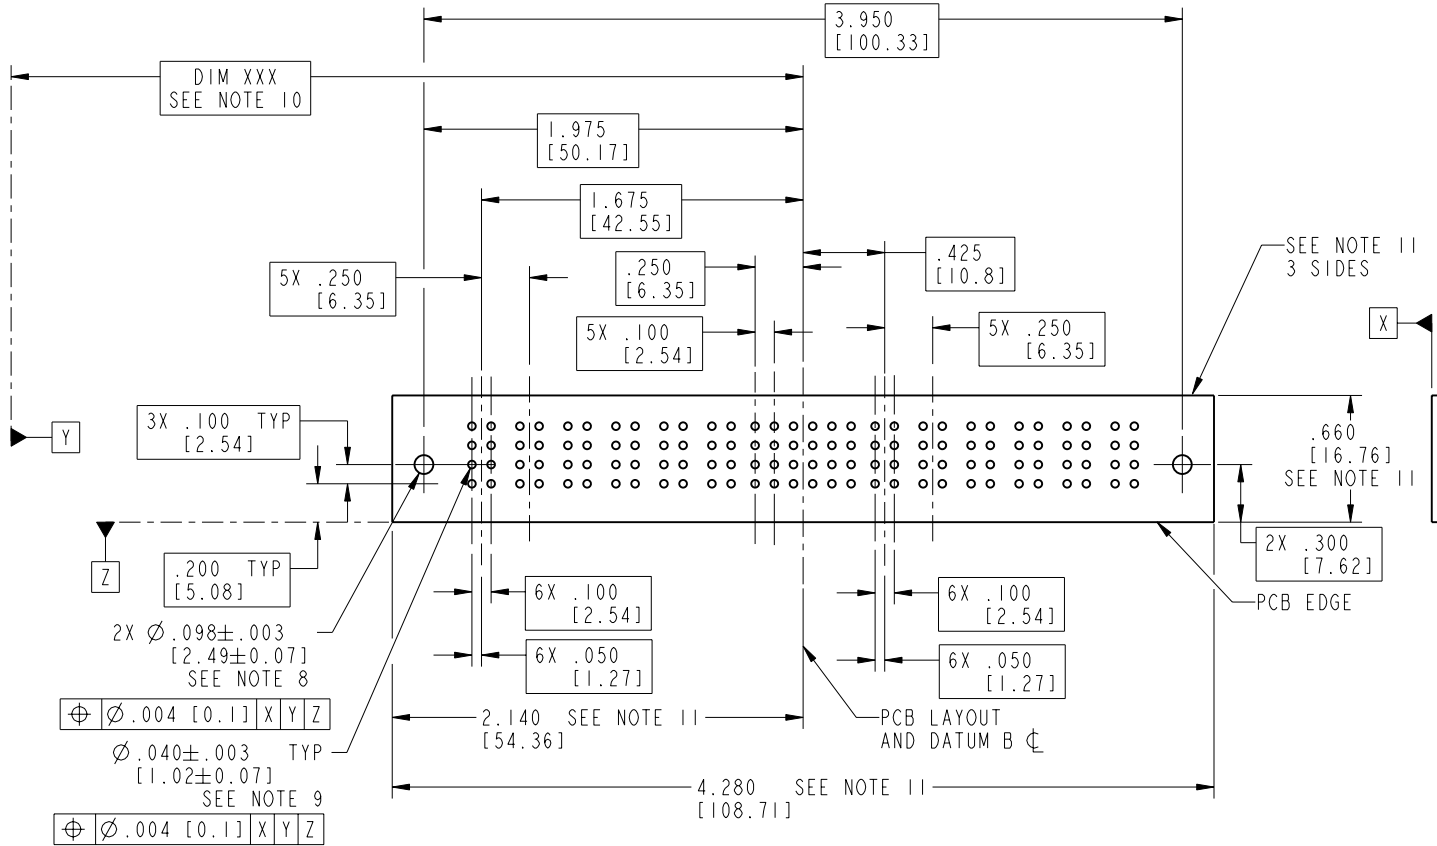 3.950
[100.33]
DIM XXX
SEE NOTE 10
1.975
[50.17]
1.675
[42.55]
.425
[10.8]
SEE NOTE 11
3 SIDES
5X .250
[6.35]
.250
[6.35]
5X .100
[2.54]
5X .250
[6.35]
X
3X .100 TYP
[2.54]
Y
.660
[16.76]
SEE NOTE 11
Z
.200 TYP
[5.08]
2X .300
[7.62]
6X .100
[2.54]
6X .100
[2.54]
PCB EDGE
2X Ø.098±.003
[2.49±0.07]
SEE NOTE 8
6X .050
[1.27]
6X .050
[1.27]
⌖ Ø.004 [0.1] X Y Z
2.140 SEE NOTE 11
[54.36]
PCB LAYOUT
AND DATUM B ℄
Ø.040±.003 TYP
[1.02±0.07]
SEE NOTE 9
4.280 SEE NOTE 11
[108.71]
⌖ Ø.004 [0.1] X Y Z